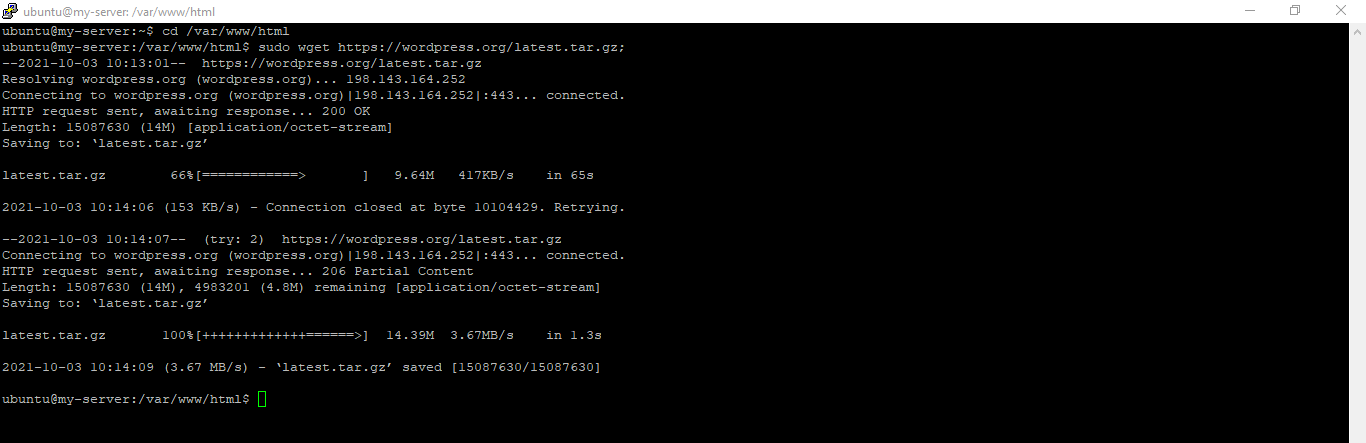 ubuntu@my-server: /var/www/html
ubuntu@my-server:~$ cd /var/www/html
ubuntu@my-server:/var/www/html$ sudo wget https://wordpress.org/latest.tar.gz;
--2021-10-03 10:13:01--  https://wordpress.org/latest.tar.gz
Resolving wordpress.org (wordpress.org)... 198.143.164.252
Connecting to wordpress.org (wordpress.org)|198.143.164.252|:443... connected.
HTTP request sent, awaiting response... 200 OK
Length: 15087630 (14M) [application/octet-stream]
Saving to: ‘latest.tar.gz’
latest.tar.gz        66%[============>       ]   9.64M   417KB/s    in 65s
2021-10-03 10:14:06 (153 KB/s) - Connection closed at byte 10104429. Retrying.
--2021-10-03 10:14:07--  (try: 2)  https://wordpress.org/latest.tar.gz
Connecting to wordpress.org (wordpress.org)|198.143.164.252|:443... connected.
HTTP request sent, awaiting response... 206 Partial Content
Length: 15087630 (14M), 4983201 (4.8M) remaining [application/octet-stream]
Saving to: ‘latest.tar.gz’
latest.tar.gz       100%[+++++++++++++======>]  14.39M  3.67MB/s    in 1.3s
2021-10-03 10:14:09 (3.67 MB/s) - ‘latest.tar.gz’ saved [15087630/15087630]
ubuntu@my-server:/var/www/html$